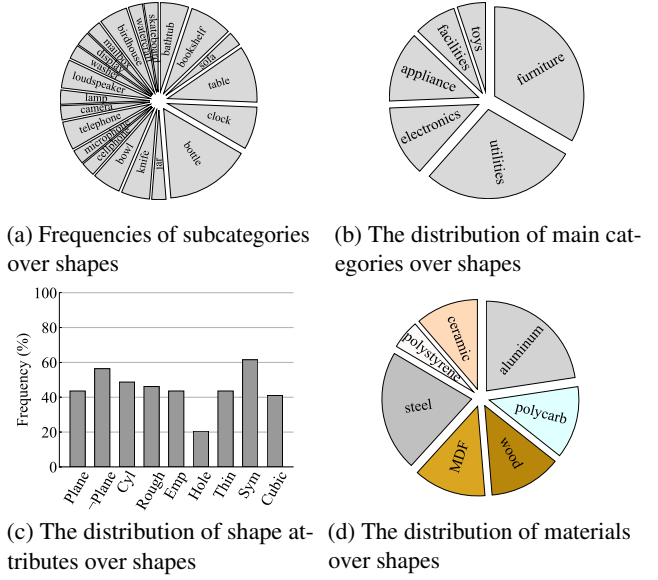 skateboard
watercraft
birdhouse
mailbox
display
washer
loudspeaker
lamp
camera
telephone
microphone
cellphone
bowl
knife
jar
bottle
clock
table
sofa
bookshelf
bathtub
toys
facilities
appliance
electronics
utilities
furniture
(a) Frequencies of subcategories
over shapes
(b) The distribution of main cat-
egories over shapes
Frequency (%)
100
80
60
40
20
0
Plane
¬Plane
Cyl
Rough
Emp
Hole
Thin
Sym
Cubic
ceramic
polystyrene
steel
MDF
wood
polycarb
aluminum
(c) The distribution of shape at-
tributes over shapes
(d) The distribution of materials
over shapes